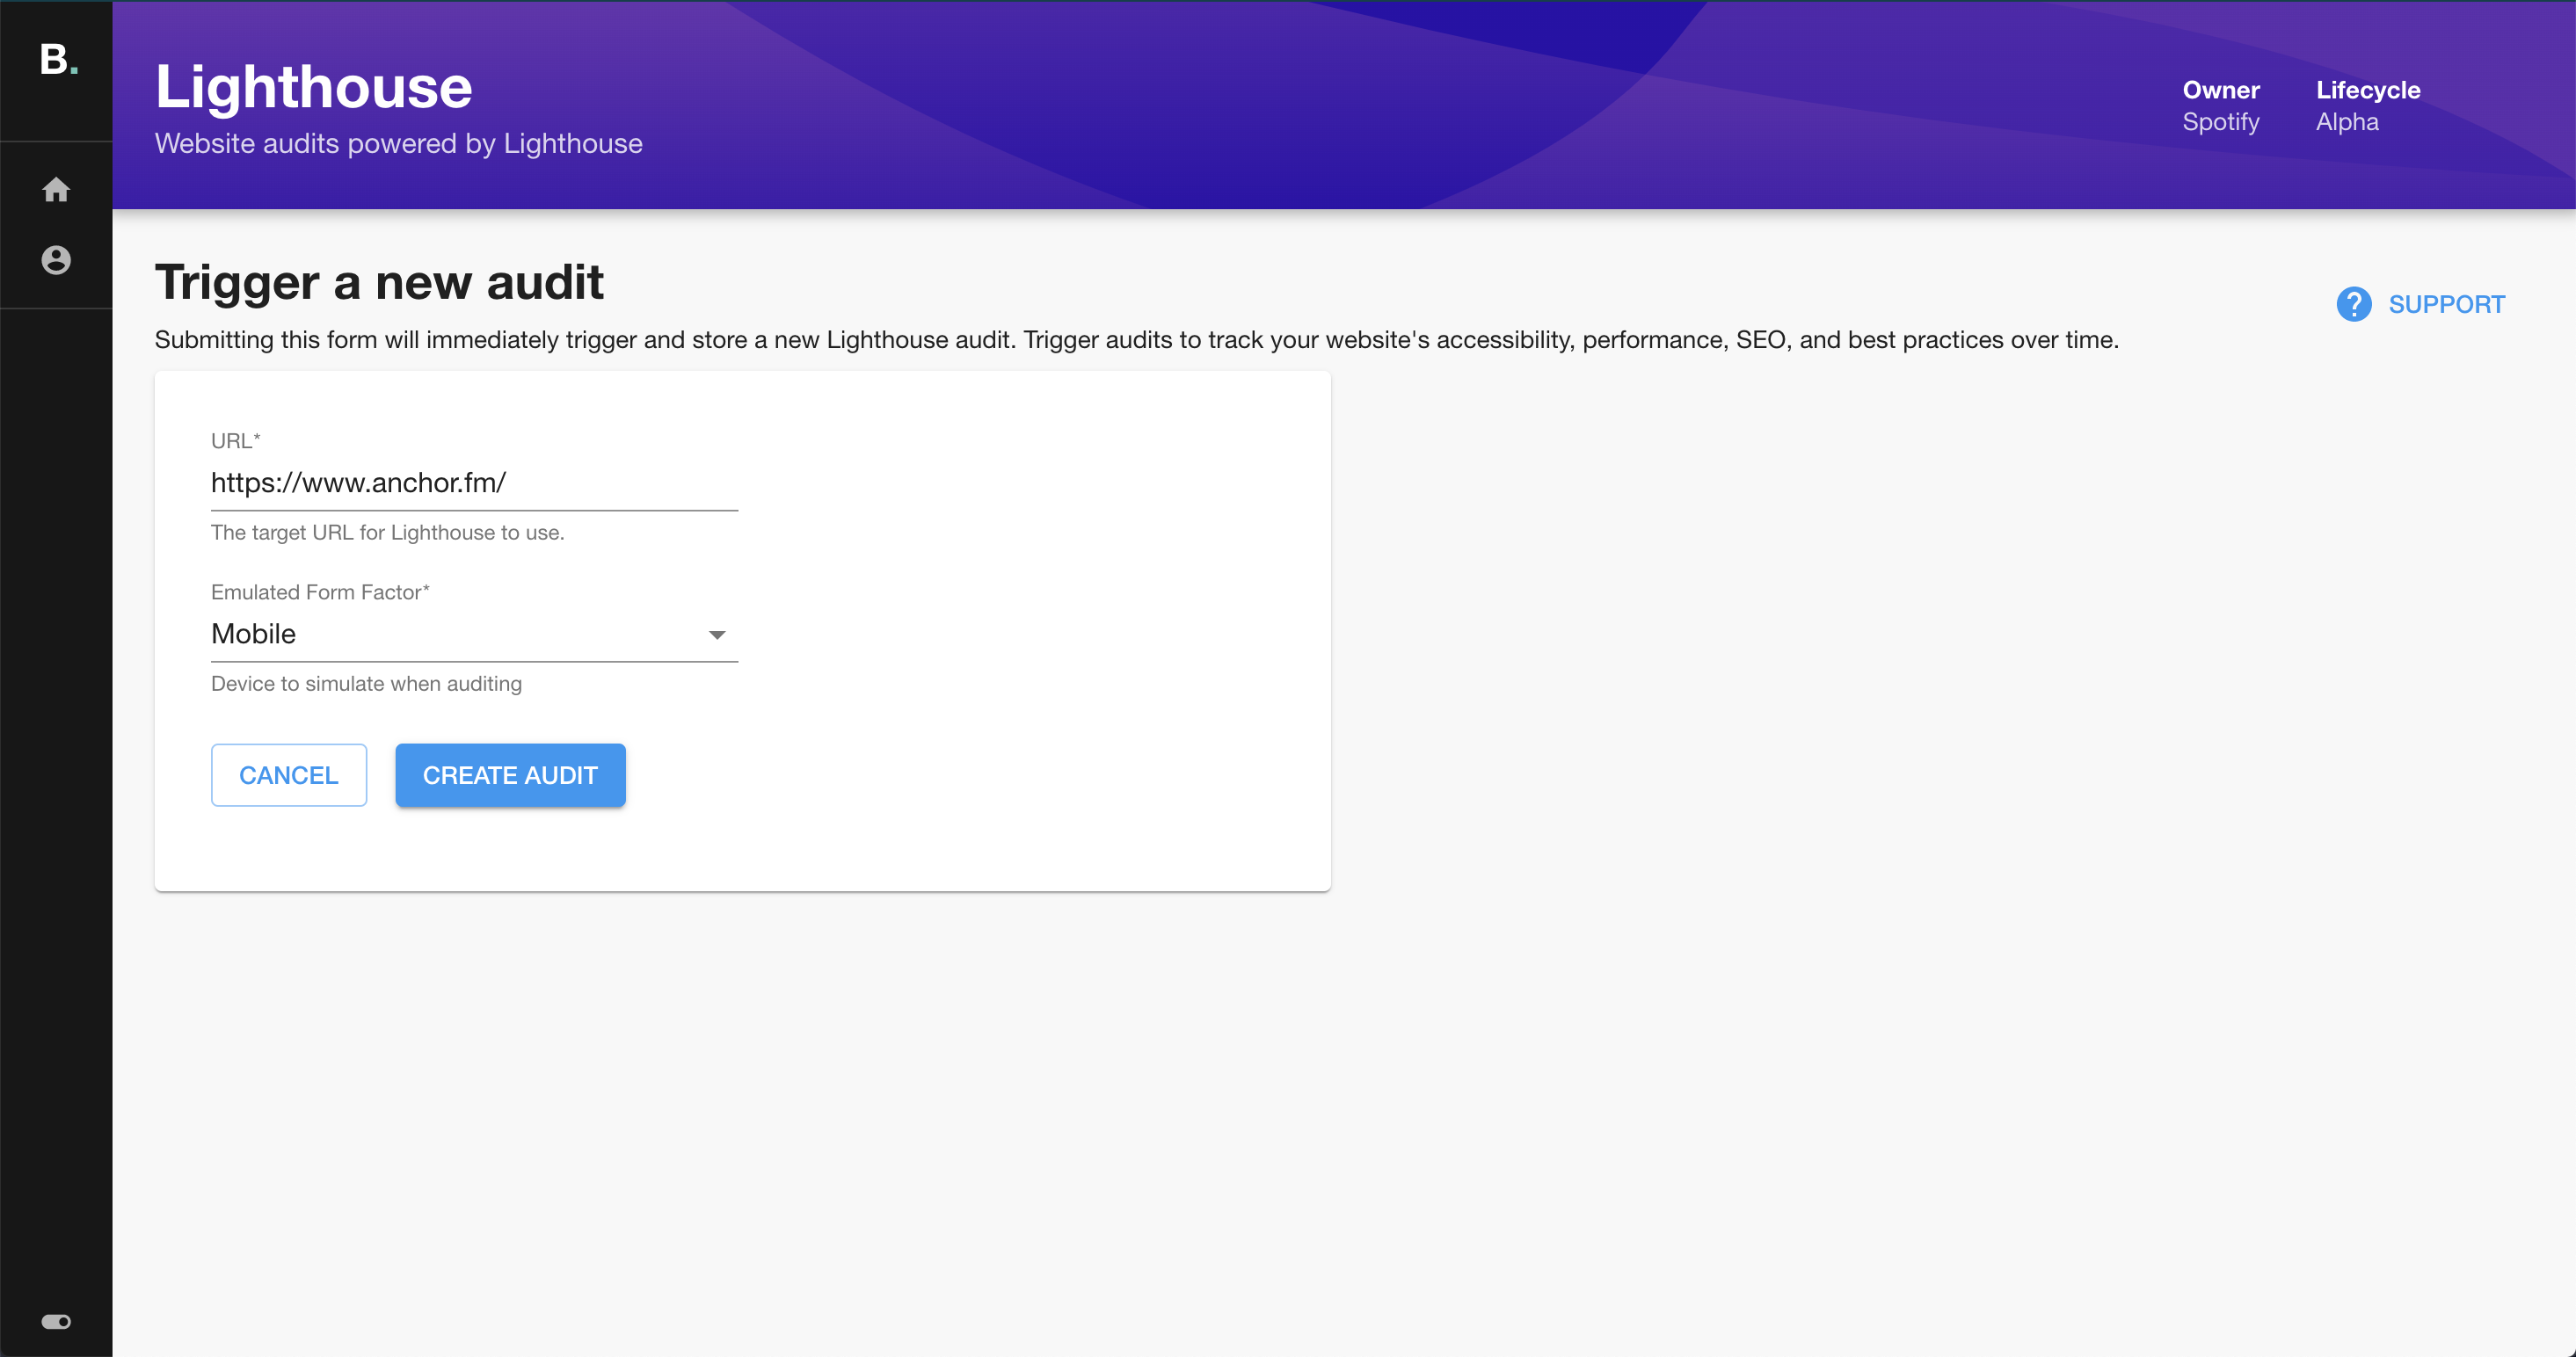 B.
Lighthouse
Website audits powered by Lighthouse
Owner
Spotify
Lifecycle
Alpha
Trigger a new audit
SUPPORT
Submitting this form will immediately trigger and store a new Lighthouse audit. Trigger audits to track your website's accessibility, performance, SEO, and best practices over time.
URL*
https://www.anchor.fm/
The target URL for Lighthouse to use.
Emulated Form Factor*
Mobile
Device to simulate when auditing
CANCEL
CREATE AUDIT